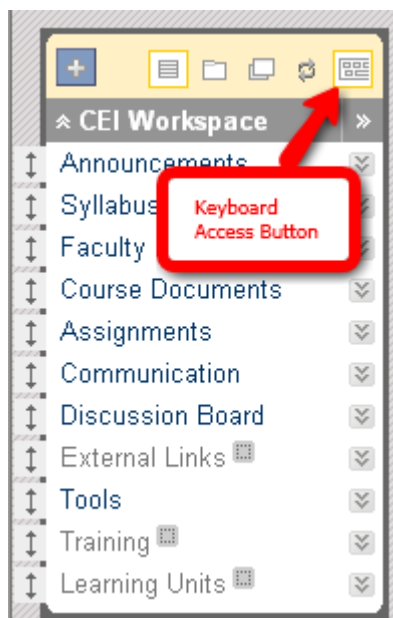 CEI Workspace
Announcements
Syllabus
Keyboard
Access Button
Faculty
Course Documents
Assignments
Communication
Discussion Board
External Links
Tools
Training
Learning Units